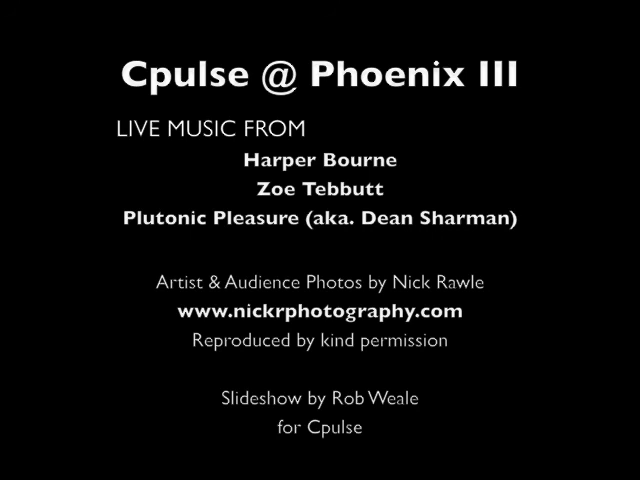 Cpulse @ Phoenix III
LIVE MUSIC FROM
Harper Bourne
Zoe Tebbutt
Plutonic Pleasure (aka. Dean Sharman)
Artist & Audience Photos by Nick Rawle
www.nickrphotography.com
Reproduced by kind permission
Slideshow by Rob Weale
for Cpulse